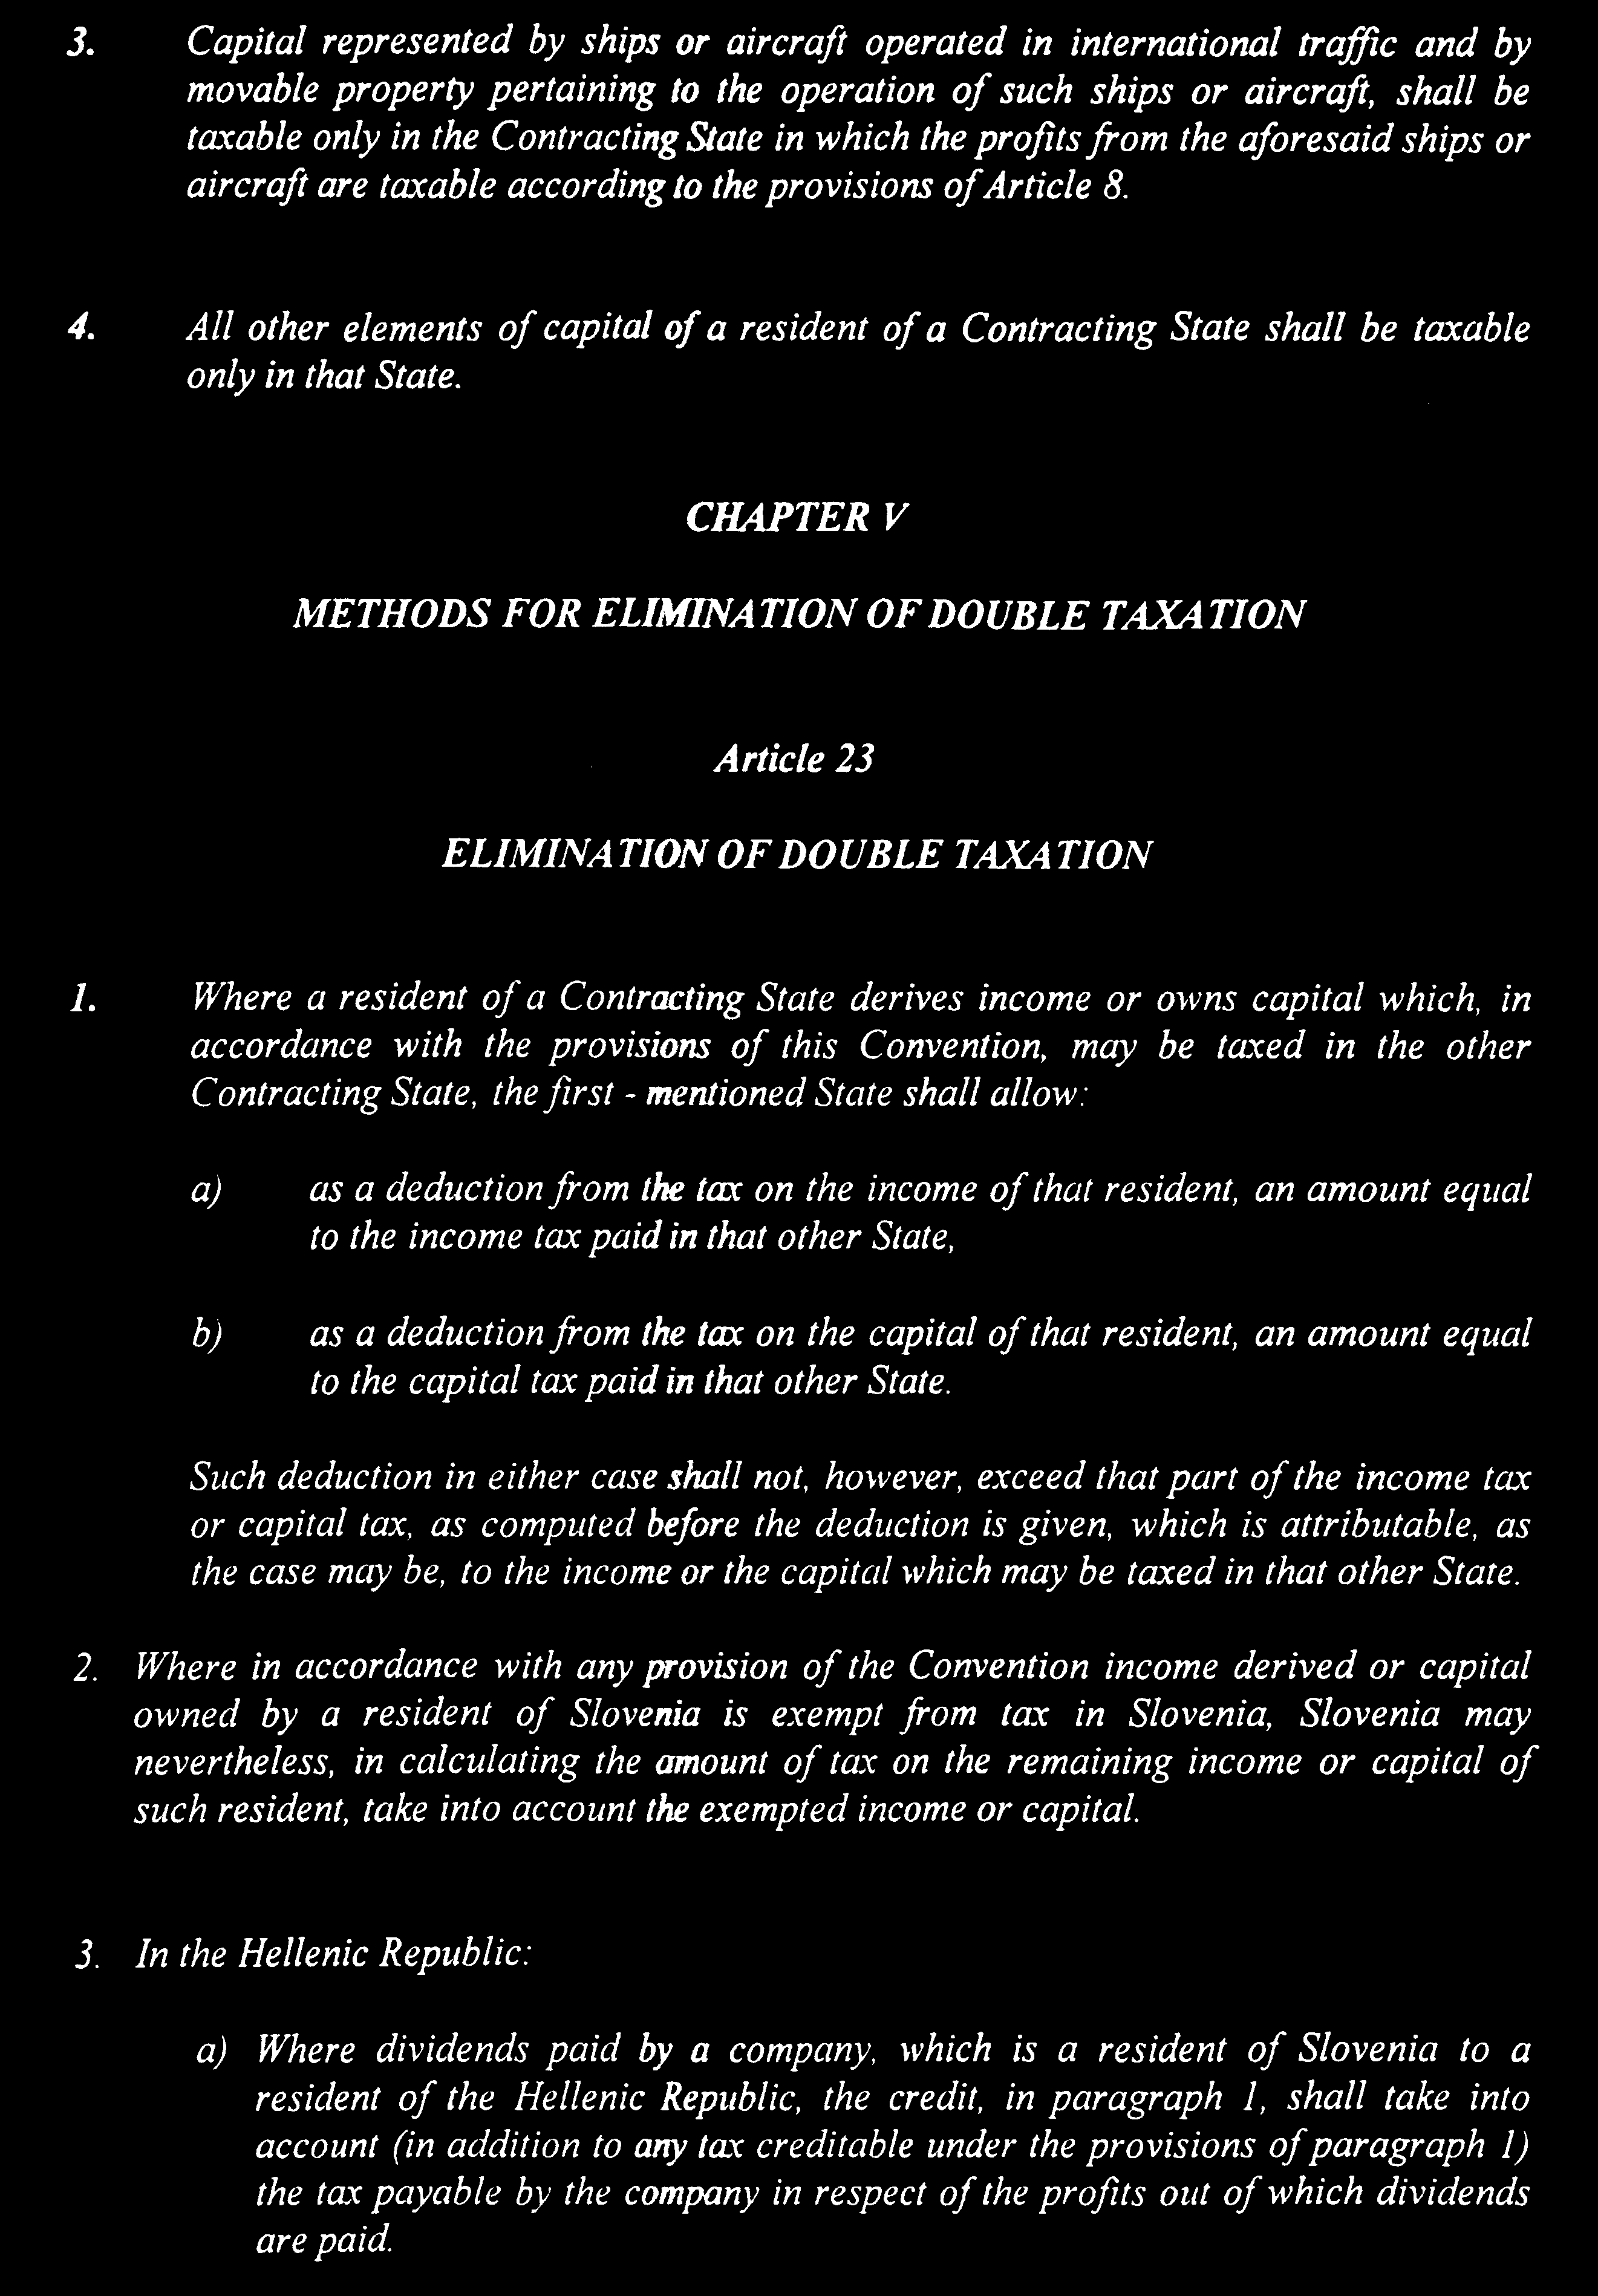 3. Capital represented by ships or aircraft operated in international traffic and by
movable property pertaining to the operation of such ships or aircraft, shall be
taxable only in the Contracting State in which the profits from the aforesaid ships or
aircraft are taxable according to the provisions of Article 8.
4. All other elements of capital of a resident of a Contracting State shall be taxable
only in that State.
CHAPTER V
METHODS FOR ELIMINATION OF DOUBLE TAXATION
Article 23
ELIMINATION OF DOUBLE TAXATION
1. Where a resident of a Contracting State derives income or owns capital which, in
accordance with the provisions of this Convention, may be taxed in the other
Contracting State, the first - mentioned State shall allow:
a) as a deduction from the tax on the income of that resident, an amount equal
to the income tax paid in that other State,
b) as a deduction from the tax on the capital of that resident, an amount equal
to the capital tax paid in that other State.
Such deduction in either case shall not, however, exceed that part of the income tax
or capital tax, as computed before the deduction is given, which is attributable, as
the case may be, to the income or the capital which may be taxed in that other State.
2. Where in accordance with any provision of the Convention income derived or capital
owned by a resident of Slovenia is exempt from tax in Slovenia, Slovenia may
nevertheless, in calculating the amount of tax on the remaining income or capital of
such resident, take into account the exempted income or capital.
3. In the Hellenic Republic:
a) Where dividends paid by a company, which is a resident of Slovenia to a
resident of the Hellenic Republic, the credit, in paragraph 1, shall take into
account (in addition to any tax creditable under the provisions of paragraph 1)
the tax payable by the company in respect of the profits out of which dividends
are paid.